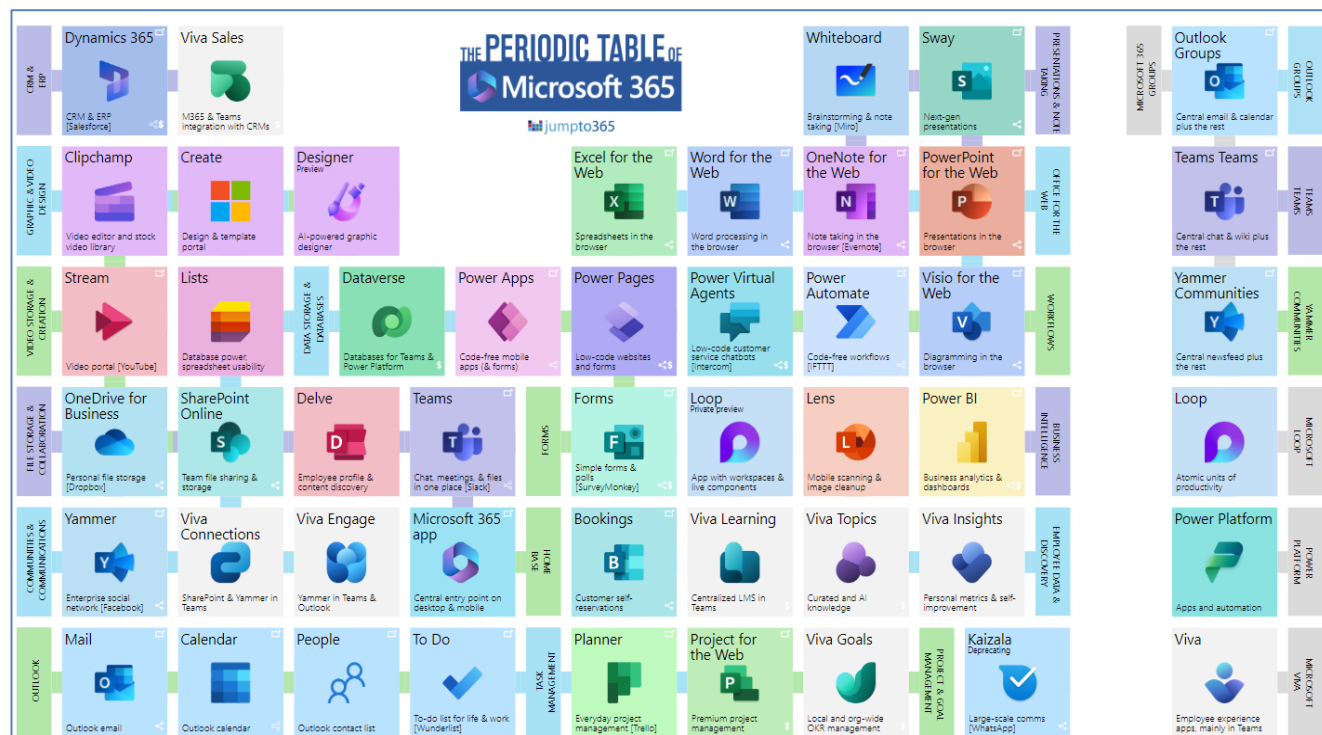 THE PERIODIC TABLE OF
Microsoft 365
jumpto365
CRM &
ERP
Dynamics 365
CRM & ERP
[Salesforce]
Viva Sales
M365 & Teams
integration with CRMs
Whiteboard
Brainstorming & note
taking [Miro]
Sway
Next-gen
presentations
PRESENTATIONS & NOTE
TAKING
MICROSOFT 365
GROUPS
Outlook
Groups
Central email & calendar
plus the rest
OUTLOOK
GROUPS
GRAPHIC & VIDEO
DESIGN
Clipchamp
Video editor and stock
video library
Create
Design & template
portal
Designer
Preview
AI-powered graphic
designer
Excel for the
Web
X
Spreadsheets in the
browser
Word for the
Web
W
Word processing in
the browser
OneNote for
the Web
N
Note taking in the
browser [Evernote]
PowerPoint
for the Web
P
Presentations in the
browser
OFFICE FOR THE
WEB
Teams Teams
T
Central chat & wiki plus
the rest
TEAMS
TEAMS
VIDEO STORAGE &
CREATION
Stream
Video portal [YouTube]
Lists
Database power,
spreadsheet usability
DATA STORAGE &
DATABASES
Dataverse
Databases for Teams &
Power Platform
Power Apps
Code-free mobile
apps (& forms)
Power Pages
Low-code websites
and forms
Power Virtual
Agents
Low-code customer
service chatbots
[Intercom]
Power
Automate
Code-free workflows
[IFTTT]
Visio for the
Web
V
Diagramming in the
browser
WORKFLOWS
Yammer
Communities
Y
Central newsfeed plus
the rest
YAMMER
COMMUNITIES
FILE STORAGE &
COLLABORATION
OneDrive for
Business
Personal file storage
[Dropbox]
SharePoint
Online
S
Team file sharing &
storage
Delve
D
Employee profile &
content discovery
Teams
T
Chat, meetings, & files
in one place [Slack]
FORMS
Forms
F
Simple forms &
polls
[SurveyMonkey]
Loop
Private preview
App with workspaces &
live components
Lens
L
Mobile scanning &
image cleanup
Power BI
Business analytics &
dashboards
BUSINESS
INTELLIGENCE
Loop
Atomic units of
productivity
MICROSOFT
LOOP
COMMUNITIES &
COMMUNICATIONS
Yammer
Y
Enterprise social
network [Facebook]
Viva
Connections
SharePoint & Yammer in
Teams
Viva Engage
Yammer in Teams &
Outlook
Microsoft 365
app
Central entry point on
desktop & mobile
HOME
BASE
Bookings
B
Customer self-
reservations
Viva Learning
Centralized LMS in
Teams
Viva Topics
Curated and AI
knowledge
Viva Insights
Personal metrics & self-
improvement
EMPLOYEE DATA &
DISCOVERY
Power Platform
Apps and automation
POWER
PLATFORM
OUTLOOK
Mail
O
Outlook email
Calendar
Outlook calendar
People
Outlook contact list
To Do
To-do list for life & work
[Wunderlist]
TASK
MANAGEMENT
Planner
Everyday project
management [Trello]
Project for
the Web
P
Premium project
management
Viva Goals
Local and org-wide
OKR management
PROJECT & GOAL
MANAGEMENT
Kaizala
Deprecating
Large-scale comms
[WhatsApp]
Viva
Employee experience
apps, mainly in Teams
MICROSOFT
VIVA